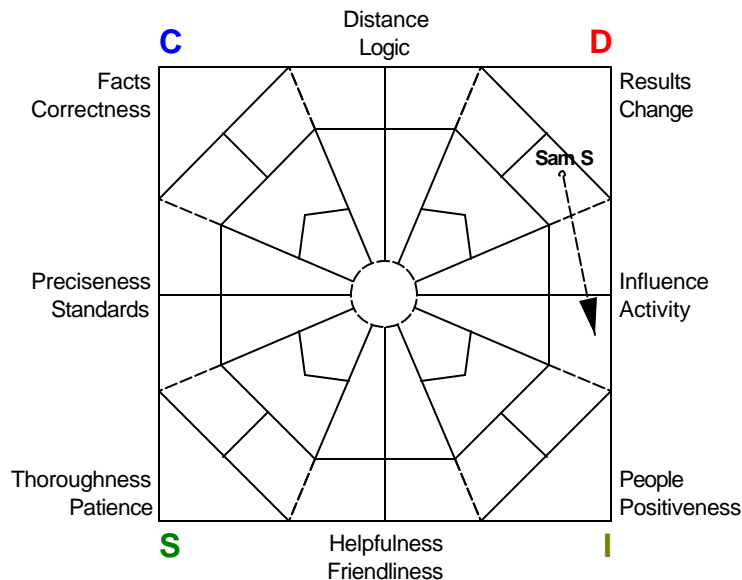 Distance
Logic
C
D
Facts
Correctness
Results
Change
Sam S
Preciseness
Standards
Influence
Activity
Thoroughness
Patience
People
Positiveness
S
I
Helpfulness
Friendliness